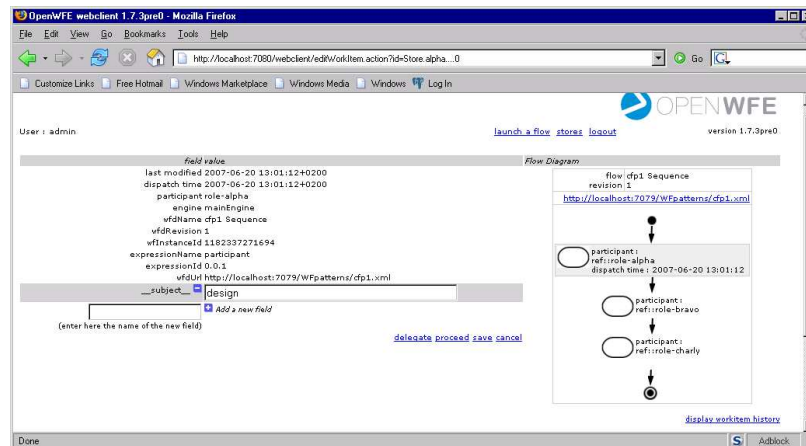 OpenWFE webclient 1.7.3pre0 - Mozilla Firefox
File Edit View Go Bookmarks Tools Help
http://localhost:7080/webclient/editWorkItem.action?id=Store.alpha....0 Go
Customize Links Free Hotmail Windows Marketplace Windows Media Windows Log In
OPENWFE
User : admin launch a flow stores logout version 1.7.3pre0
field value Flow Diagram
last modified 2007-06-20 13:01:12+0200
dispatch time 2007-06-20 13:01:12+0200
participant role-alpha
engine mainEngine
wfdName cfp1 Sequence
wfdRevision 1
wfInstanceId 1182337271694
expressionName participant
expressionId 0.0.1
wfdUrl http://localhost:7079/WFpatterns/cfp1.xml
__subject__ design
Add a new field
(enter here the name of the new field)
delegate proceed save cancel
flow cfp1 Sequence
revision 1
http://localhost:7079/WFpatterns/cfp1.xml
participant :
ref::role-alpha
dispatch time : 2007-06-20 13:01:12
participant :
ref::role-bravo
participant :
ref::role-charly
display workitem history
Done Adblock